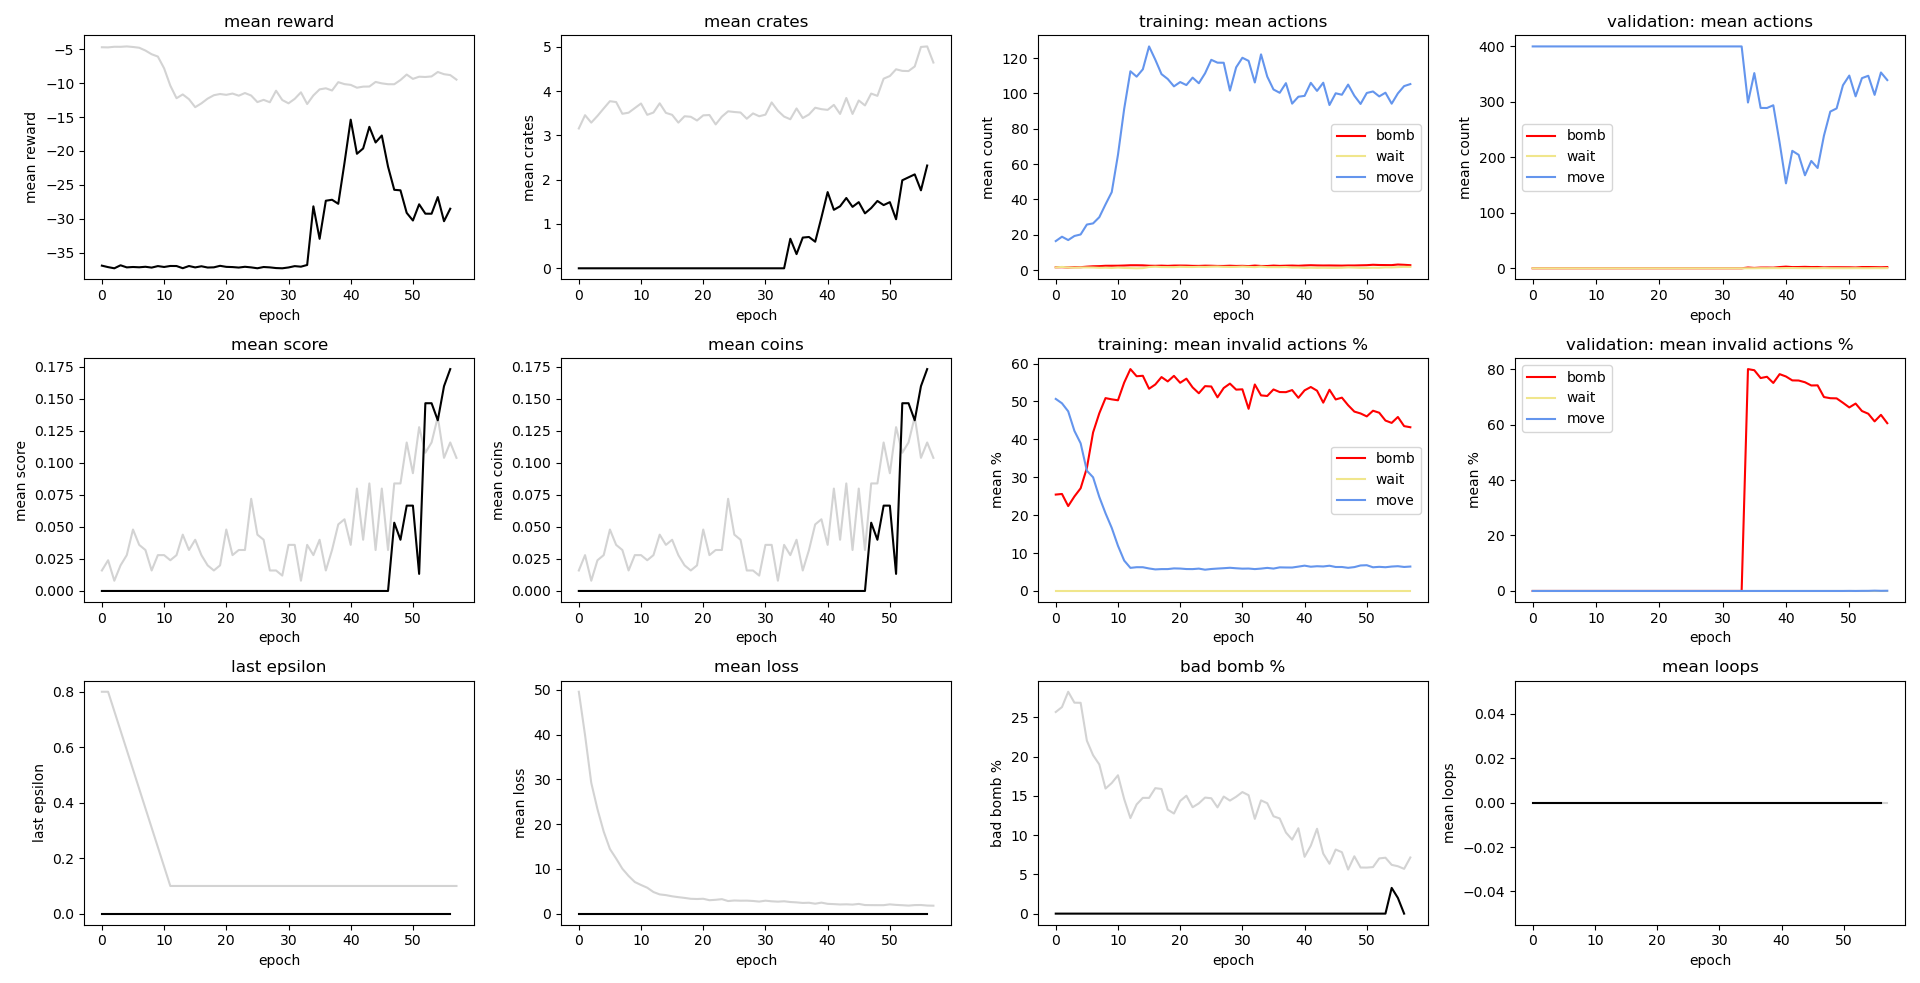 mean reward
mean reward
−5
−10
−15
−20
−25
−30
−35
0 10 20 30 40 50
epoch
mean crates
mean crates
5
4
3
2
1
0
0 10 20 30 40 50
epoch
training: mean actions
mean count
120
100
80
60
40
20
0
bomb
wait
move
0 10 20 30 40 50
epoch
validation: mean actions
mean count
400
300
200
100
0
bomb
wait
move
0 10 20 30 40 50
epoch
mean score
mean score
0.175
0.150
0.125
0.100
0.075
0.050
0.025
0.000
0 10 20 30 40 50
epoch
mean coins
mean coins
0.175
0.150
0.125
0.100
0.075
0.050
0.025
0.000
0 10 20 30 40 50
epoch
training: mean invalid actions %
mean %
60
50
40
30
20
10
0
bomb
wait
move
0 10 20 30 40 50
epoch
validation: mean invalid actions %
mean %
80
60
40
20
0
bomb
wait
move
0 10 20 30 40 50
epoch
last epsilon
last epsilon
0.8
0.6
0.4
0.2
0.0
0 10 20 30 40 50
epoch
mean loss
mean loss
50
40
30
20
10
0
0 10 20 30 40 50
epoch
bad bomb %
bad bomb %
25
20
15
10
5
0
0 10 20 30 40 50
epoch
mean loops
mean loops
0.04
0.02
0.00
−0.02
−0.04
0 10 20 30 40 50
epoch